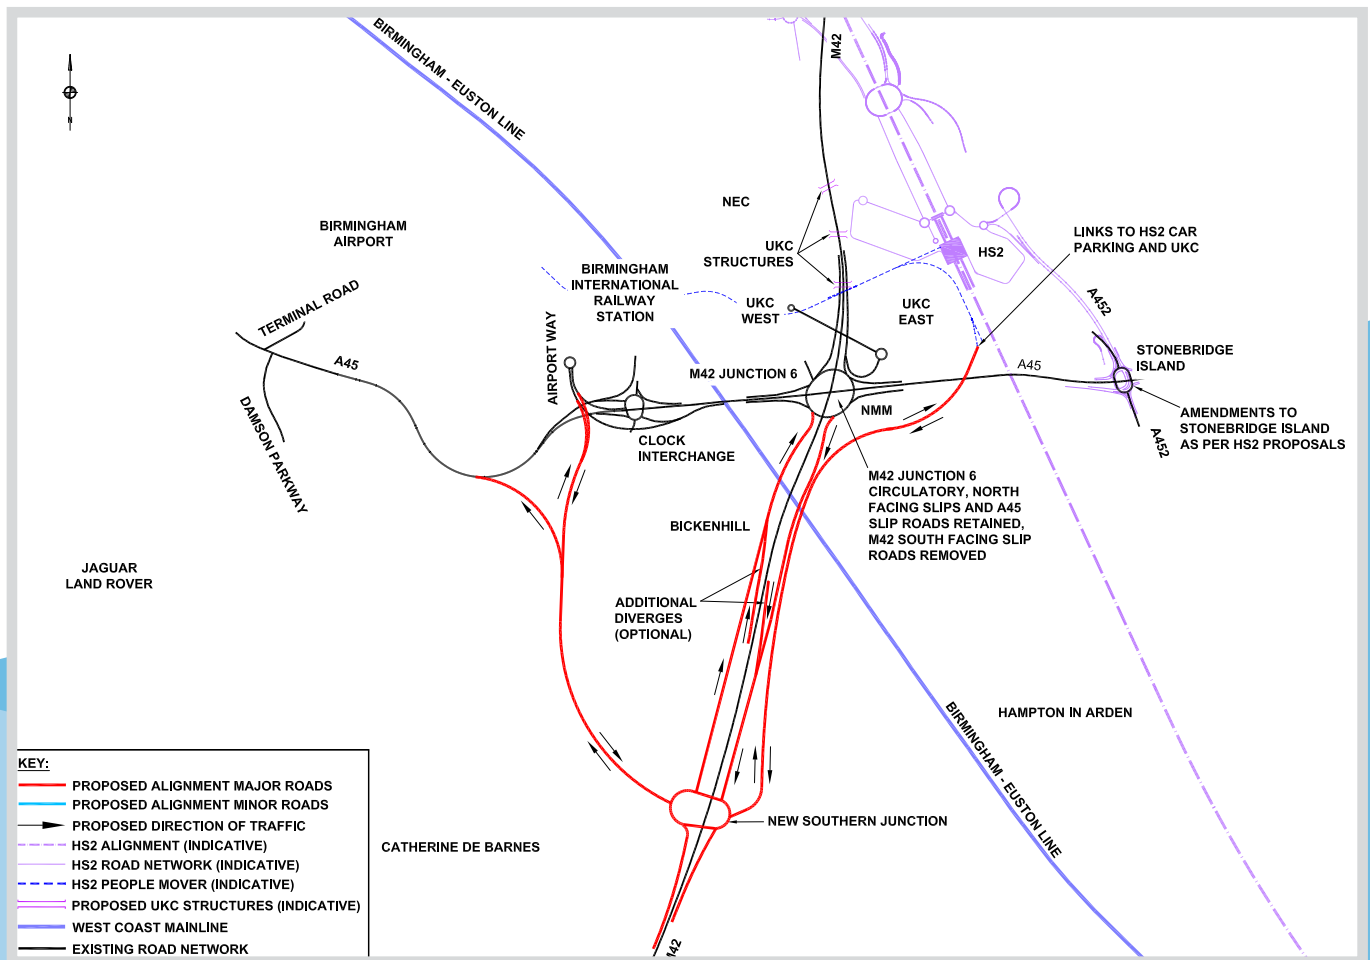 BIRMINGHAM - EUSTON LINE
M42
N
NEC
BIRMINGHAM
AIRPORT
UKC
STRUCTURES
HS2
LINKS TO HS2 CAR
PARKING AND UKC
BIRMINGHAM
INTERNATIONAL
RAILWAY
STATION
UKC
WEST
UKC
EAST
A452
TERMINAL ROAD
A45
AIRPORT WAY
M42 JUNCTION 6
A45
STONEBRIDGE
ISLAND
DAMSON PARKWAY
CLOCK
INTERCHANGE
NMM
AMENDMENTS TO
STONEBRIDGE ISLAND
AS PER HS2 PROPOSALS
A452
M42 JUNCTION 6
CIRCULATORY, NORTH
FACING SLIPS AND A45
SLIP ROADS RETAINED,
M42 SOUTH FACING SLIP
ROADS REMOVED
BICKENHILL
JAGUAR
LAND ROVER
ADDITIONAL
DIVERGES
(OPTIONAL)
HAMPTON IN ARDEN
BIRMINGHAM - EUSTON LINE
NEW SOUTHERN JUNCTION
CATHERINE DE BARNES
M42
KEY:
PROPOSED ALIGNMENT MAJOR ROADS
PROPOSED ALIGNMENT MINOR ROADS
PROPOSED DIRECTION OF TRAFFIC
HS2 ALIGNMENT (INDICATIVE)
HS2 ROAD NETWORK (INDICATIVE)
HS2 PEOPLE MOVER (INDICATIVE)
PROPOSED UKC STRUCTURES (INDICATIVE)
WEST COAST MAINLINE
EXISTING ROAD NETWORK